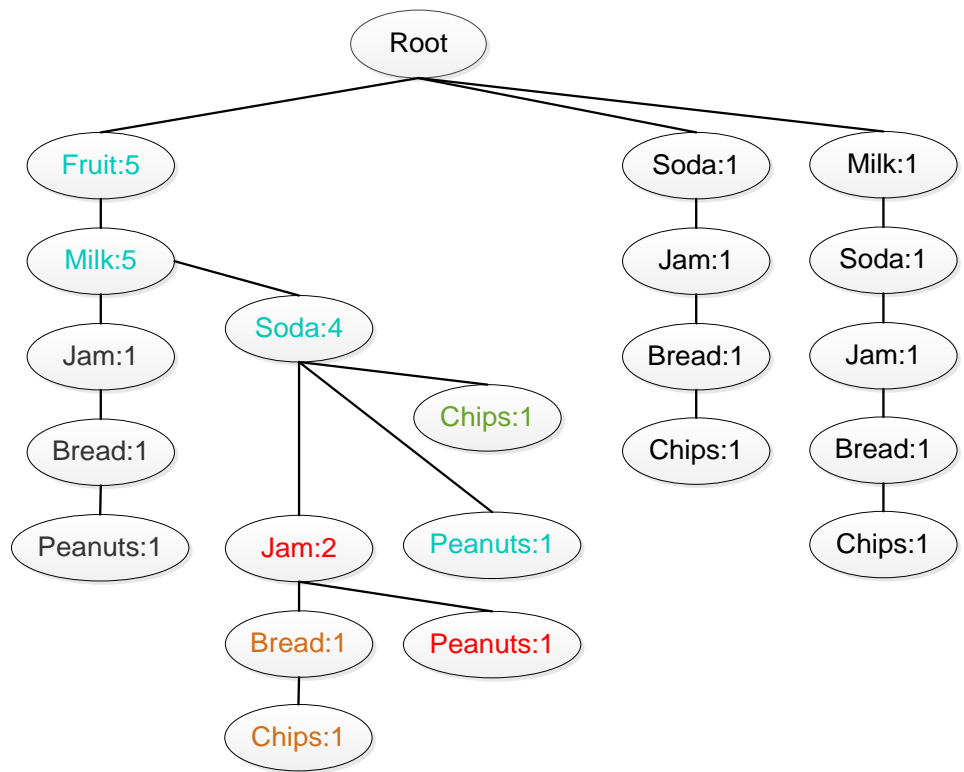 Root
Fruit:5
Soda:1
Milk:1
Milk:5
Jam:1
Soda:1
Soda:4
Jam:1
Bread:1
Jam:1
Chips:1
Bread:1
Chips:1
Bread:1
Peanuts:1
Jam:2
Peanuts:1
Chips:1
Bread:1
Peanuts:1
Chips:1